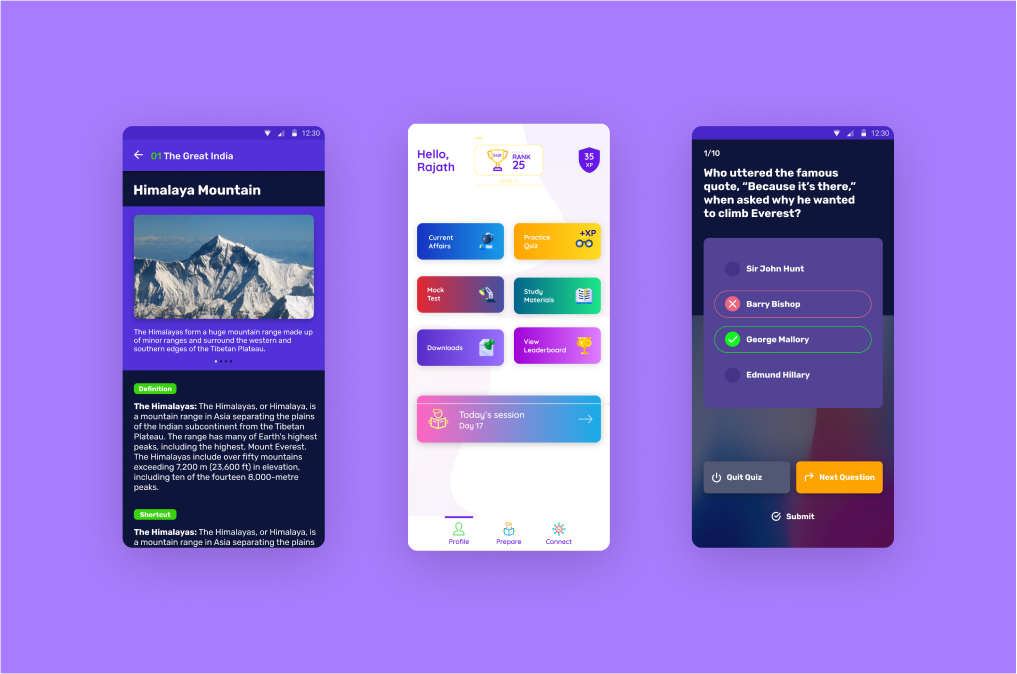 12:30
01 The Great India
Himalaya Mountain
The Himalayas form a huge mountain range made up
of minor ranges and surround the western and
southern edges of the Tibetan Plateau.
Definition
The Himalayas: The Himalayas, or Himalaya, is
a mountain range in Asia separating the plains
of the Indian subcontinent from the Tibetan
Plateau. The range has many of Earth's highest
peaks, including the highest, Mount Everest.
The Himalayas include over fifty mountains
exceeding 7,200 m (23,600 ft) in elevation,
including ten of the fourteen 8,000-metre
peaks.
Shortcut
The Himalayas: The Himalayas, or Himalaya, is
a mountain range in Asia separating the plains
Hello,
Rajath
RANK
25
35
XP
Current
Affairs
Practice
Quiz
+XP
Mock
Test
Study
Materials
Downloads
View
Leaderboard
Today's session
Day 17
Profile
Prepare
Connect
12:30
1/10
Who uttered the famous
quote, “Because it’s there,”
when asked why he wanted
to climb Everest?
Sir John Hunt
Barry Bishop
George Mallory
Edmund Hillary
Quit Quiz
Next Question
Submit